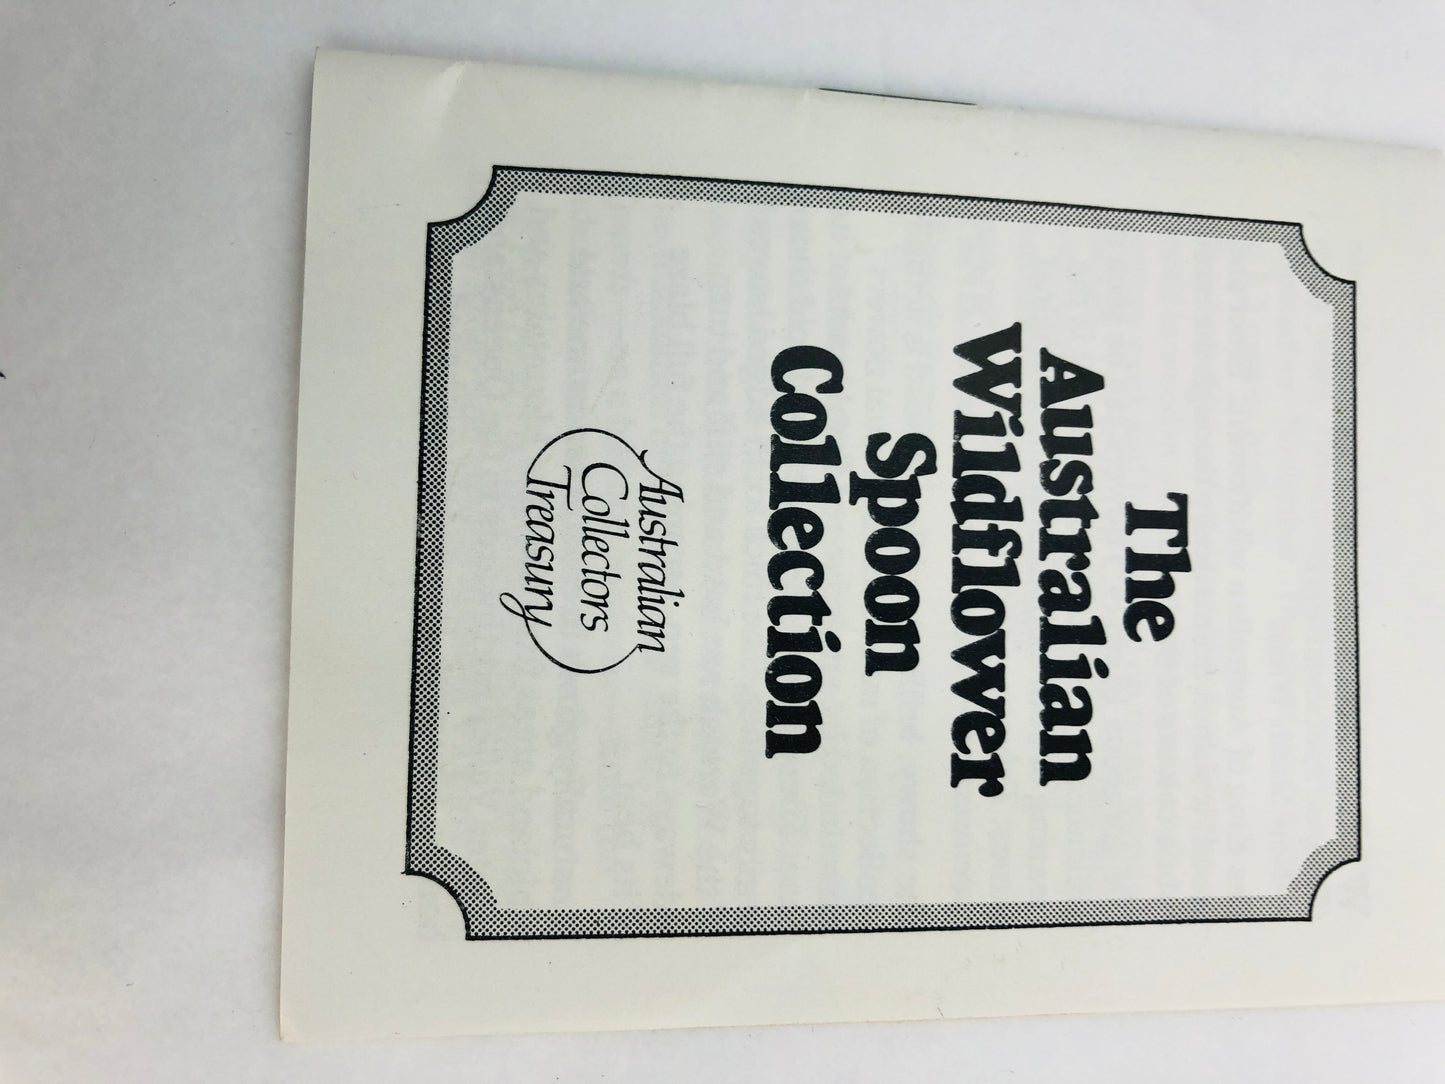 The
Australian
Wildflower
Spoon
Collection
Australian
Collectors
Treasury